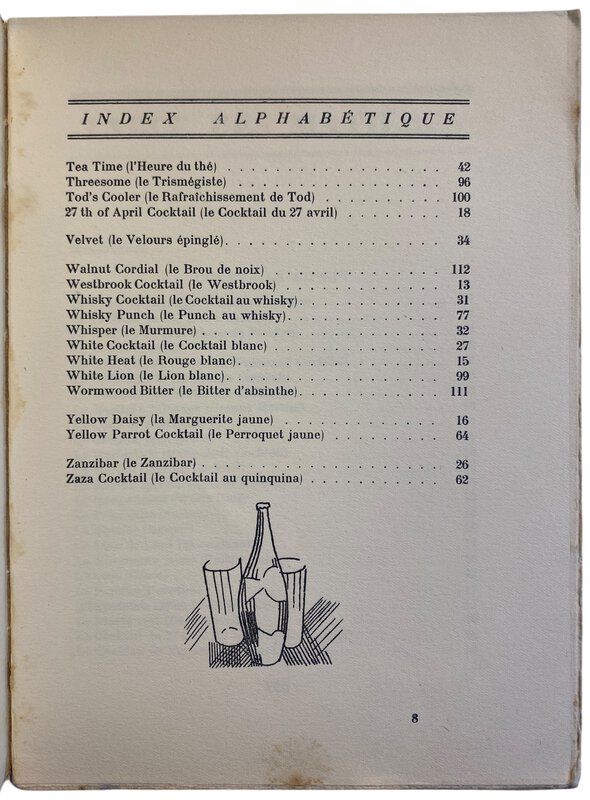 INDEX ALPHABÉTIQUE
Tea Time (l'Heure du thé) . . . . . . . . . . . . . . . . 42
Threesome (le Trismégiste) . . . . . . . . . . . . . . . . 96
Tod's Cooler (le Rafraîchissement de Tod) . . . . . . . . . . 100
27 th of April Cocktail (le Cocktail du 27 avril) . . . . . . . . 18
Velvet (le Velours épinglé) . . . . . . . . . . . . . . . . 34
Walnut Cordial (le Brou de noix) . . . . . . . . . . . . . 112
Westbrook Cocktail (le Westbrook) . . . . . . . . . . . . . 13
Whisky Cocktail (le Cocktail au whisky) . . . . . . . . . . . 31
Whisky Punch (le Punch au whisky) . . . . . . . . . . . . 77
Whisper (le Murmure) . . . . . . . . . . . . . . . . . . 32
White Cocktail (le Cocktail blanc) . . . . . . . . . . . . . 27
White Heat (le Rouge blanc) . . . . . . . . . . . . . . . 15
White Lion (le Lion blanc) . . . . . . . . . . . . . . . . 99
Wormwood Bitter (le Bitter d'absinthe) . . . . . . . . . . . 111
Yellow Daisy (la Marguerite jaune) . . . . . . . . . . . . . 16
Yellow Parrot Cocktail (le Perroquet jaune) . . . . . . . . . 64
Zanzibar (le Zanzibar) . . . . . . . . . . . . . . . . . . 26
Zaza Cocktail (le Cocktail au quinquina) . . . . . . . . . . 62
8